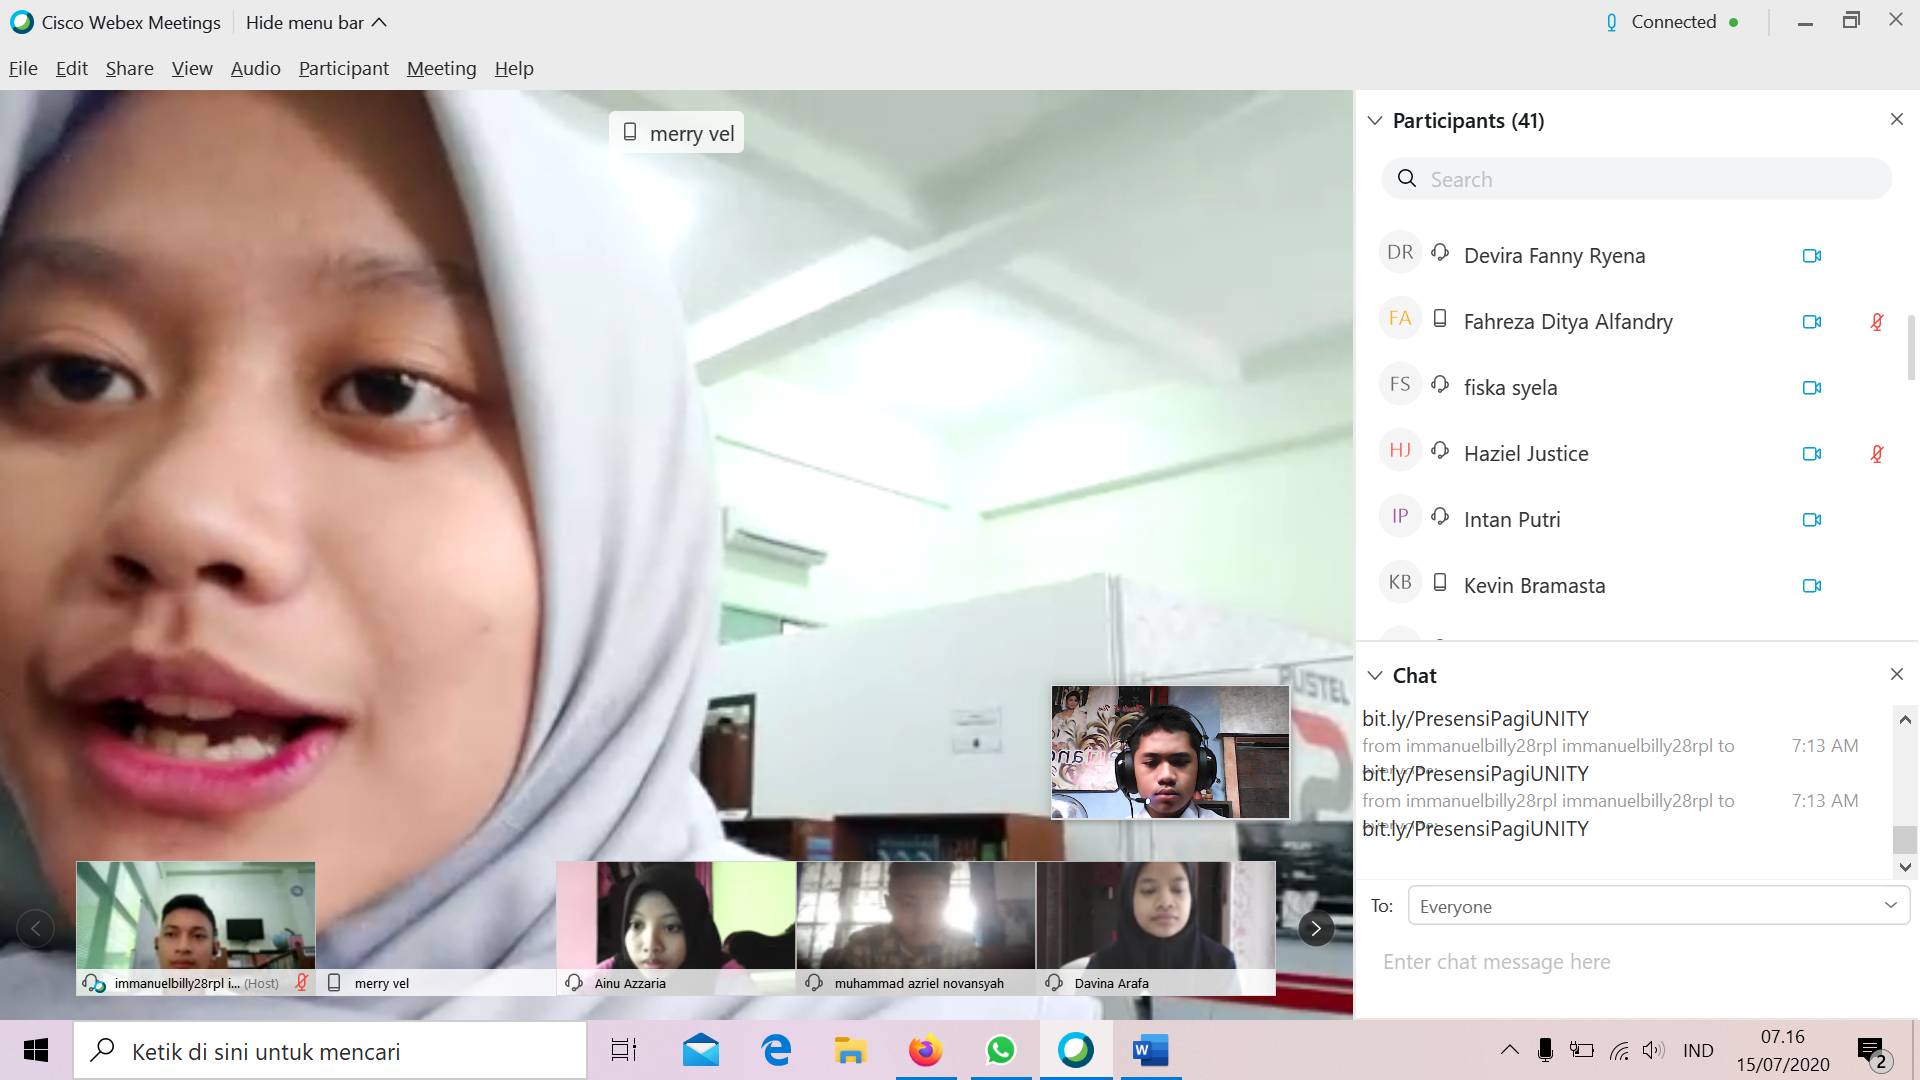 Cisco Webex Meetings
Hide menu bar
Connected
File Edit Share View Audio Participant Meeting Help
merry vel
Participants (41)
Search
DR Devira Fanny Ryena
FA Fahreza Ditya Alfandry
FS fiska syela
HJ Haziel Justice
IP Intan Putri
KB Kevin Bramasta
Chat
bit.ly/PresensiPagiUNITY
from immanuelbilly28rpl immanuelbilly28rpl to 7:13 AM
bit.ly/PresensiPagiUNITY
from immanuelbilly28rpl immanuelbilly28rpl to 7:13 AM
bit.ly/PresensiPagiUNITY
To: Everyone
Enter chat message here
PUSTEL
immanuelbilly28rpl i... (Host)
merry vel
Ainu Azzaria
muhammad azriel novansyah
Davina Arafa
Ketik di sini untuk mencari
IND
07.16
15/07/2020
2